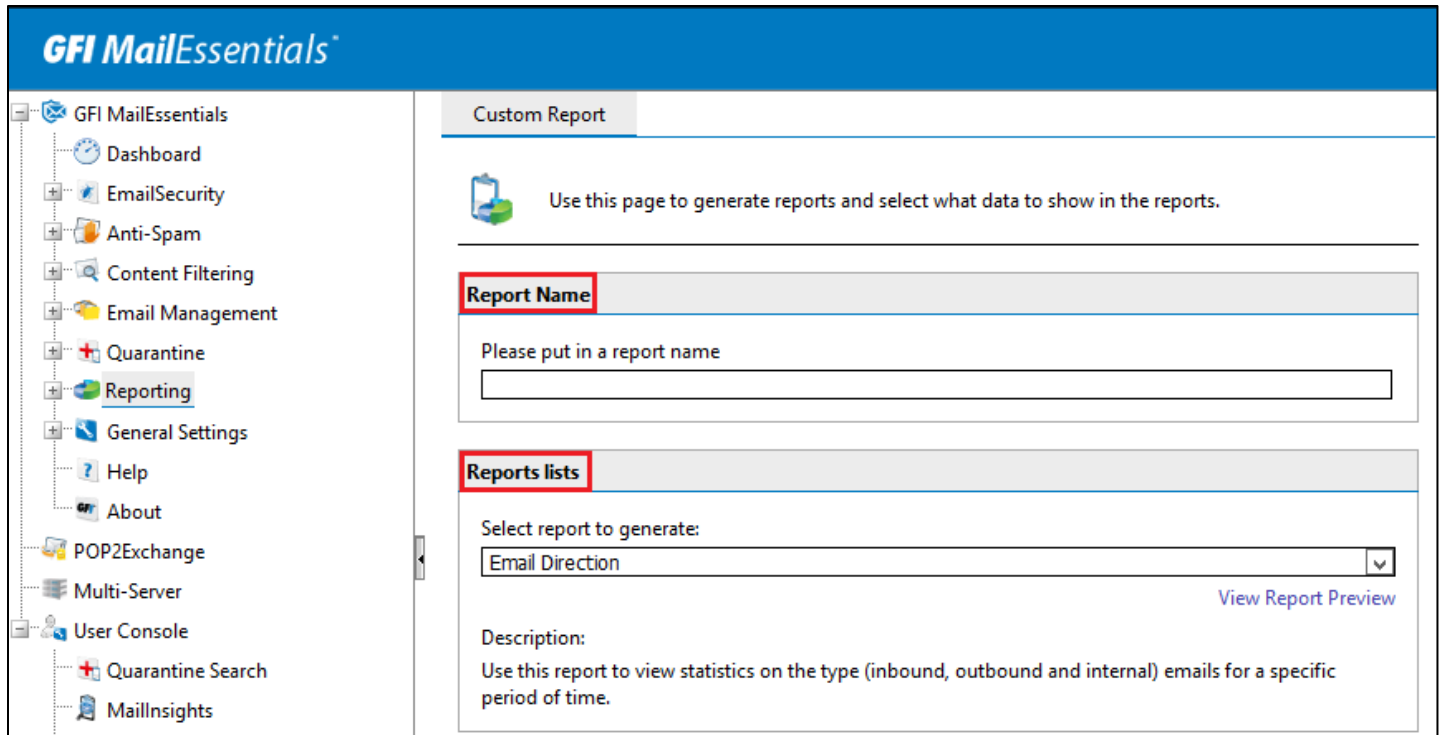 GFI MailEssentials
GFI MailEssentials
Dashboard
EmailSecurity
Anti-Spam
Content Filtering
Email Management
Quarantine
Reporting
General Settings
Help
GFI About
POP2Exchange
Multi-Server
User Console
Quarantine Search
MailInsights
Custom Report
Use this page to generate reports and select what data to show in the reports.
Report Name
Please put in a report name
Reports lists
Select report to generate:
Email Direction
View Report Preview
Description:
Use this report to view statistics on the type (inbound, outbound and internal) emails for a specific
period of time.